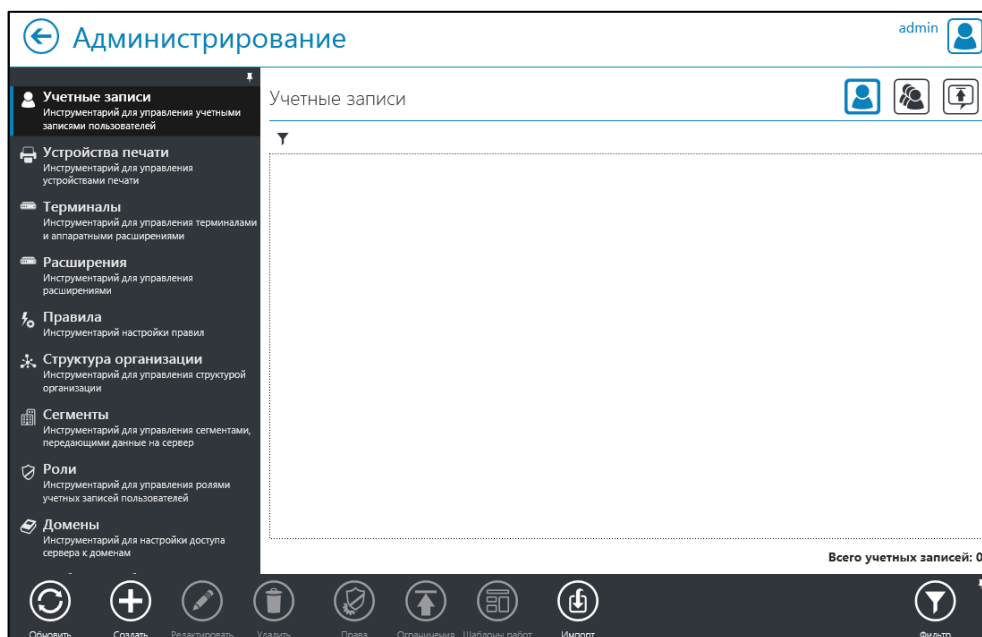 Администрирование
admin
Учетные записи
Инструментарий для управления учетными
записями пользователей
Устройства печати
Инструментарий для управления
устройствами печати
Терминалы
Инструментарий для управления терминалами
и аппаратными расширениями
Расширения
Инструментарий для управления
расширениями
Правила
Инструментарий настройки правил
Структура организации
Инструментарий для управления структурой
организации
Сегменты
Инструментарий для управления сегментами,
передающими данные на сервер
Роли
Инструментарий для управления ролями
учетных записей пользователей
Домены
Инструментарий для настройки доступа
сервера к доменам
Учетные записи
Всего учетных записей: 0
Обновить
Создать
Редактировать
Удалить
Права
Ограничения
Шаблоны работ
Импорт
Фильтр